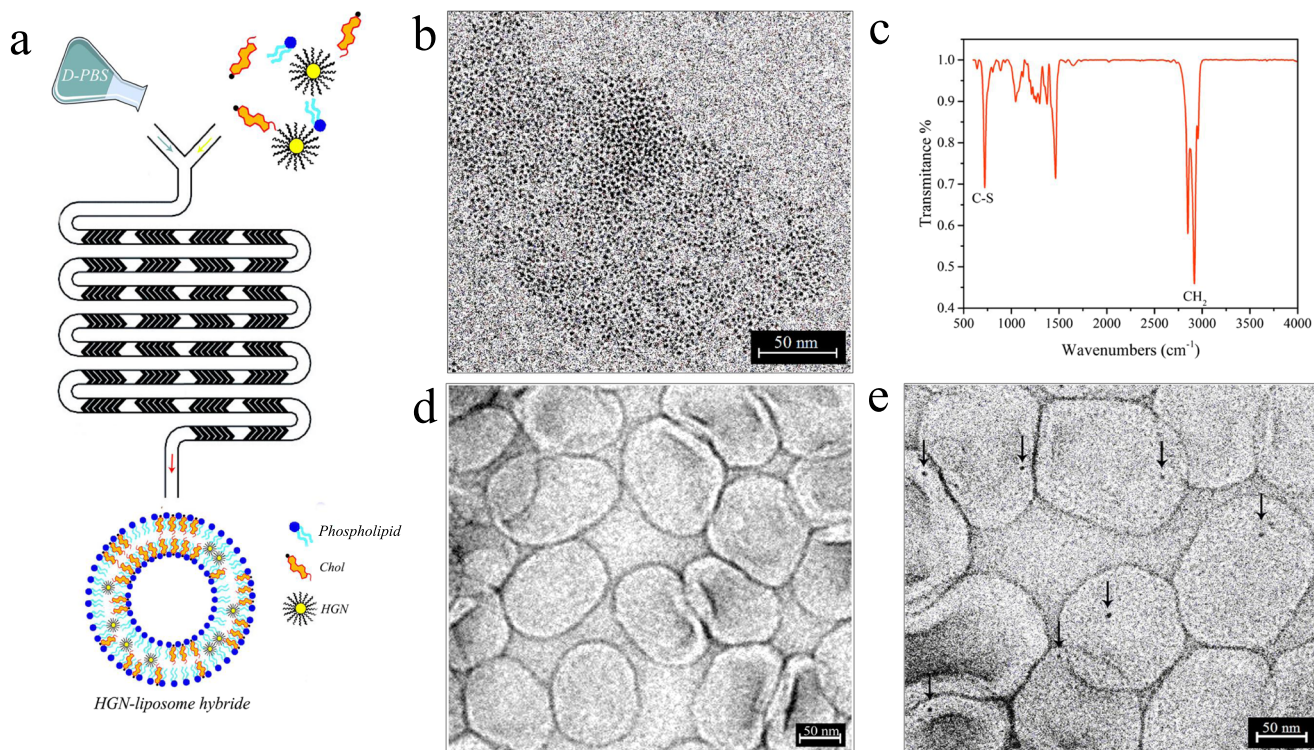 a
D-PBS
Phospholipid
Chol
HGN
HGN-liposome hybride
b
50 nm
c
Transmitance %
1.0
0.9
0.8
0.7
0.6
0.5
0.4
C-S
CH₂
500 1000 1500 2000 2500 3000 3500 4000
Wavenumbers (cm⁻¹)
d
50 nm
e
50 nm